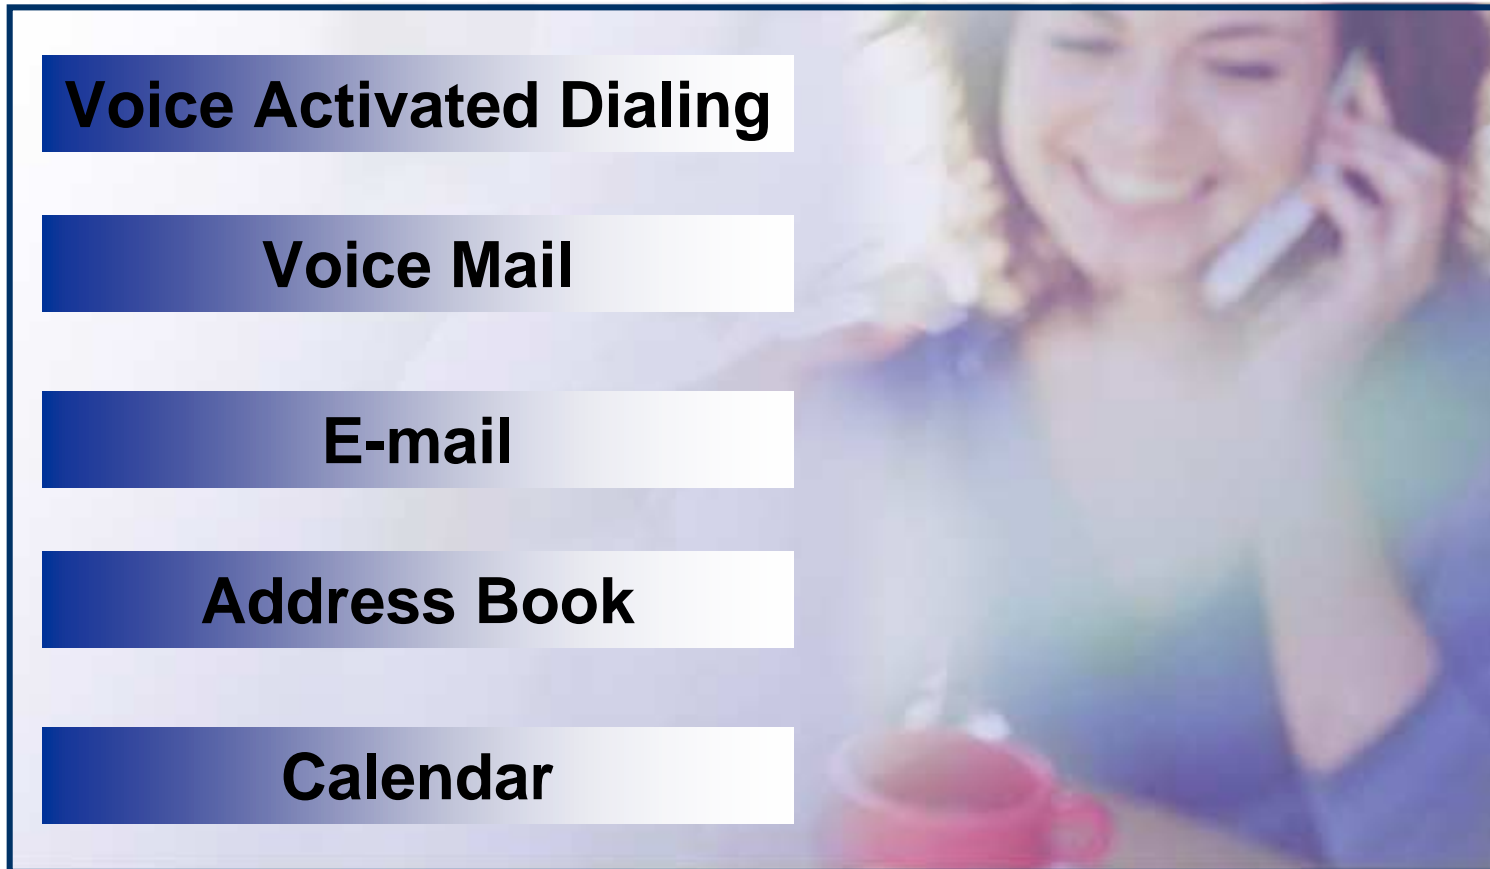 Voice Activated Dialing
Voice Mail
E-mail
Address Book
Calendar